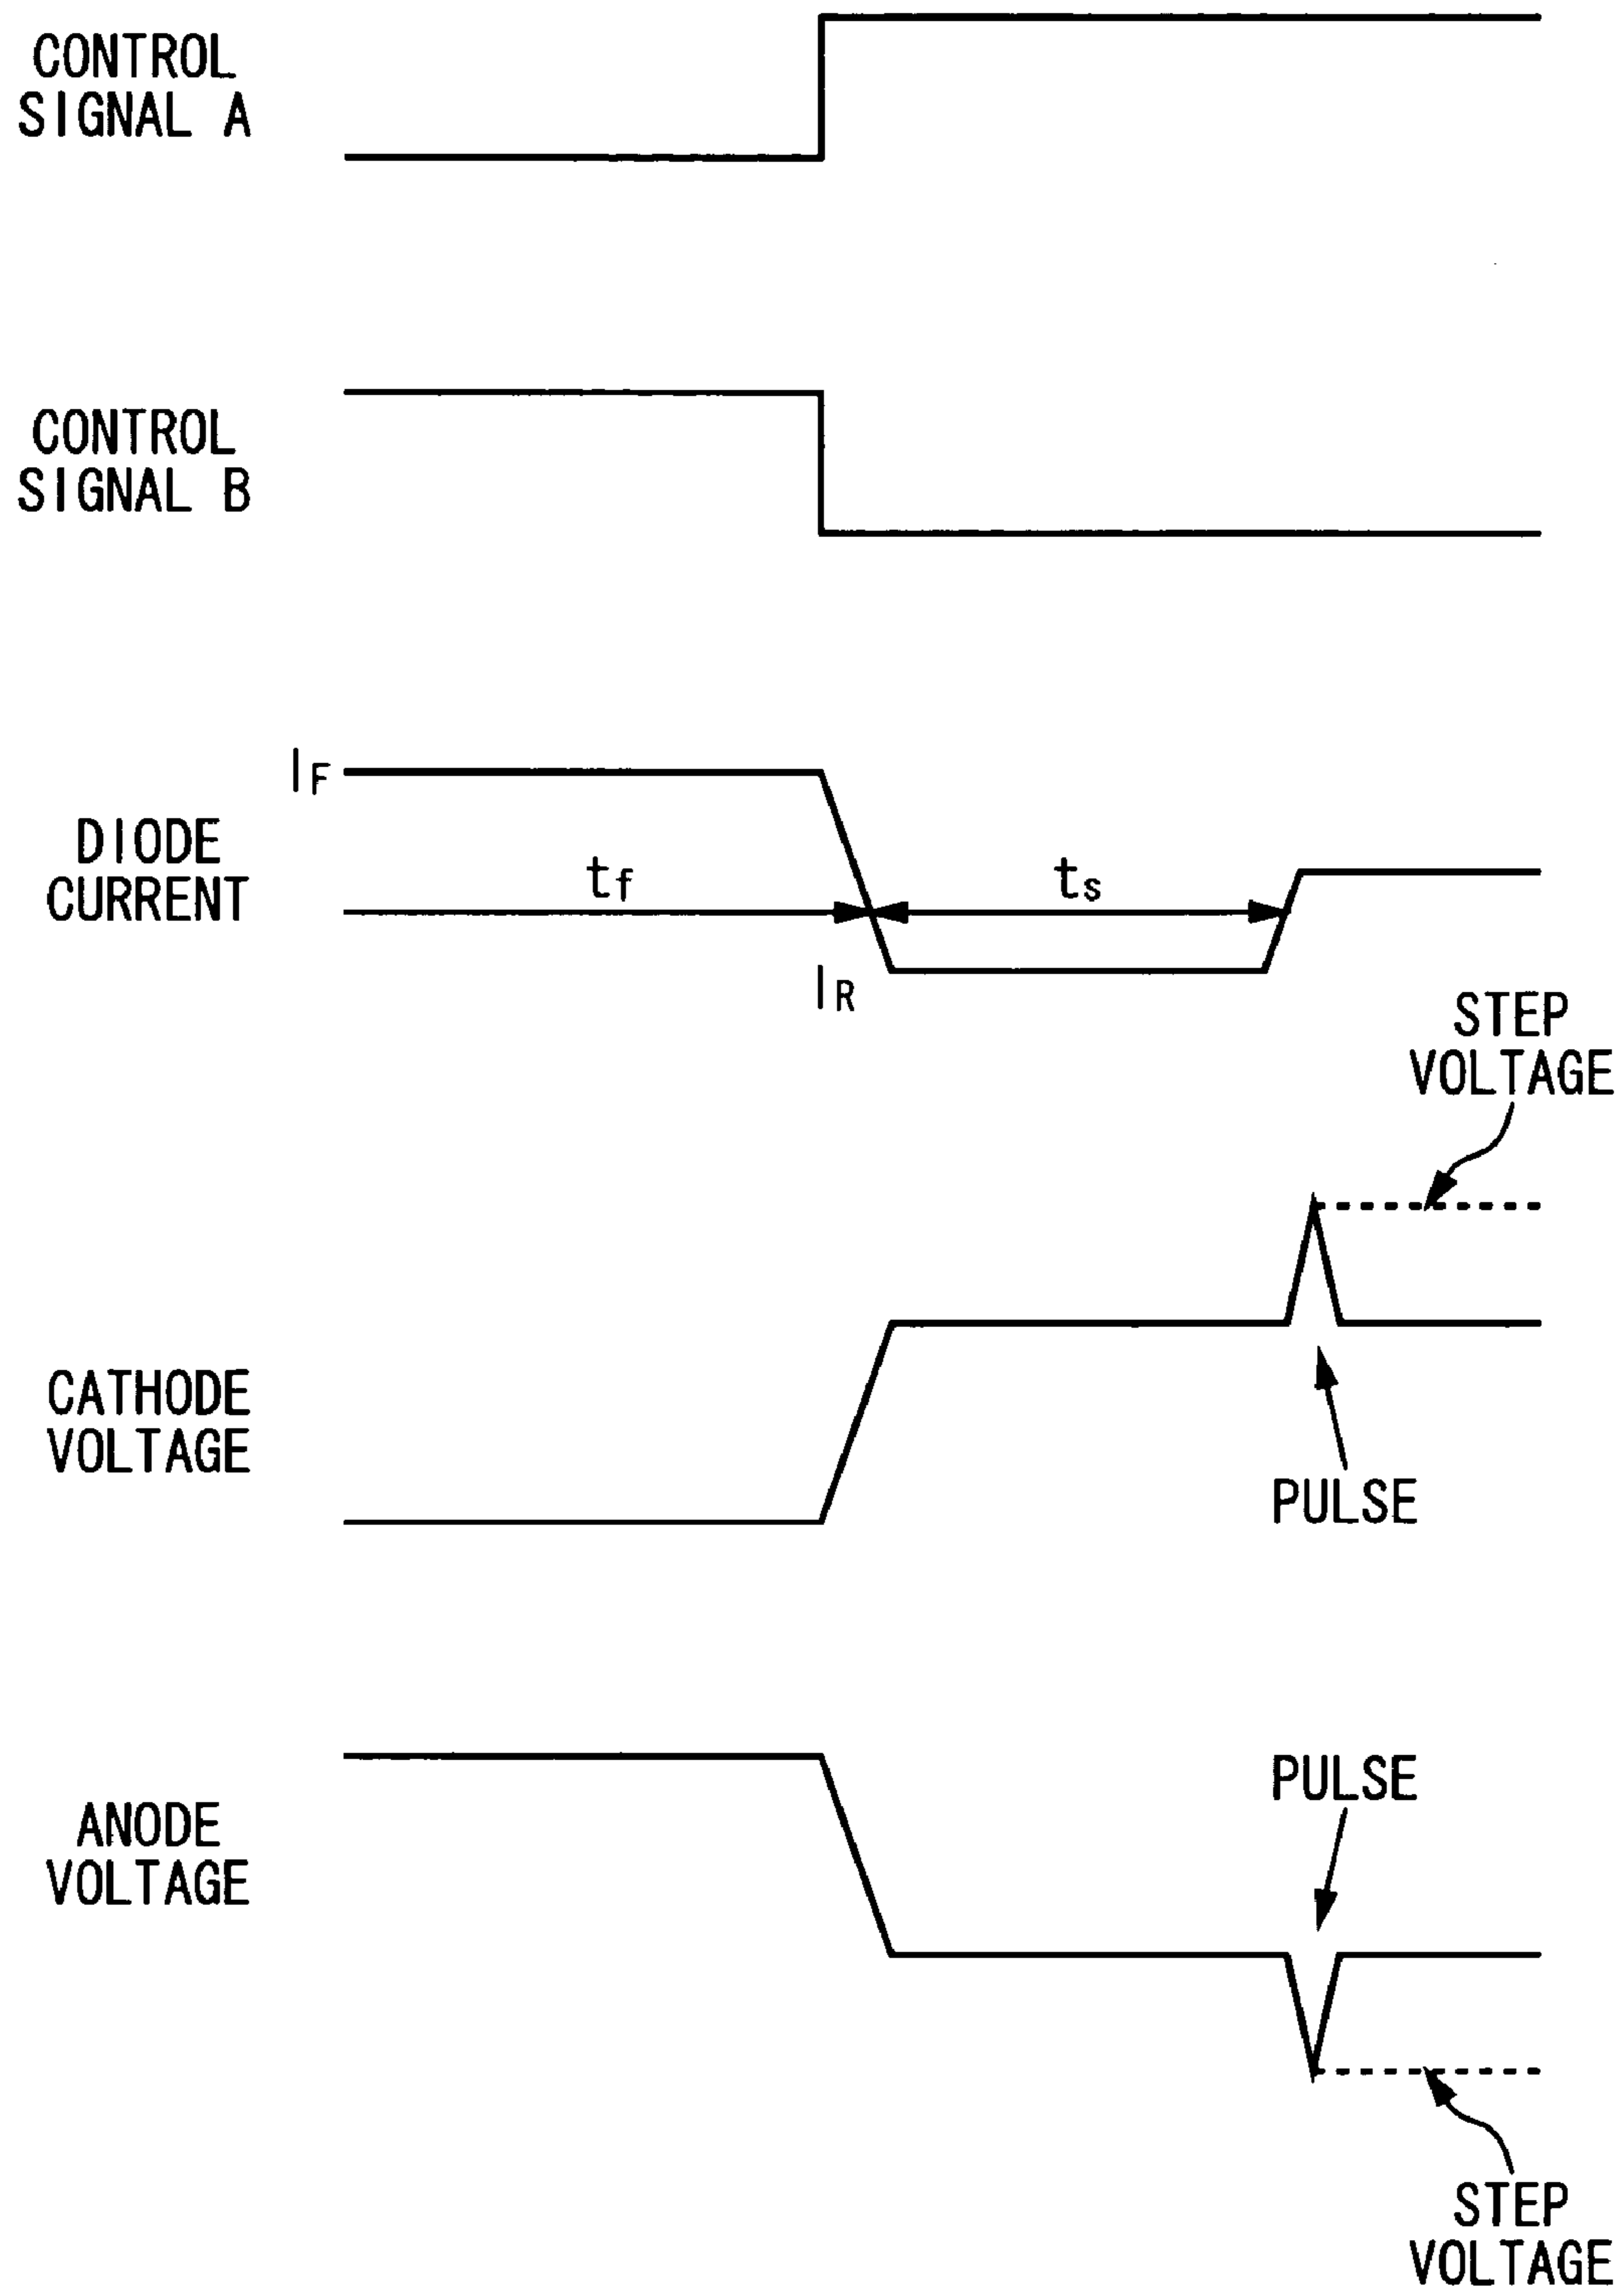 CONTROL
SIGNAL A
CONTROL
SIGNAL B
IF
DIODE
CURRENT
tf
ts
IR
STEP
VOLTAGE
CATHODE
VOLTAGE
PULSE
PULSE
ANODE
VOLTAGE
STEP
VOLTAGE